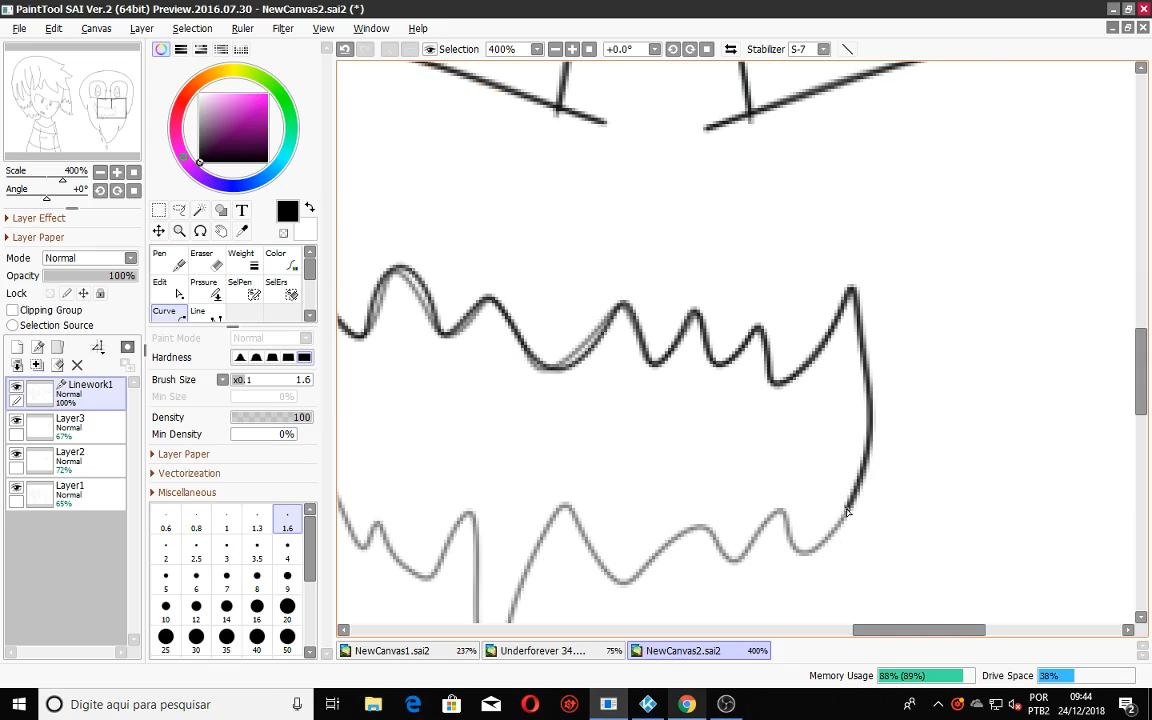 PaintTool SAI Ver.2 (64bit) Preview.2016.07.30 - NewCanvas2.sai2 (*)
File Edit Canvas Layer Selection Ruler Filter View Window Help
Selection 400% +0.0° Stabilizer S-7
Scale 400%
Angle +0°
Layer Effect
Layer Paper
Mode Normal
Opacity 100%
Lock
Clipping Group
Selection Source
Linework1
Normal
100%
Layer3
Normal
67%
Layer2
Normal
72%
Layer1
Normal
65%
T
Pen Eraser Weight Color
Edit Prssure SelPen SelErs
Curve Line
Paint Mode Normal
Hardness
Brush Size x0.1 1.6
Min Size 0%
Density 100
Min Density 0%
Layer Paper
Vectorization
Miscellaneous
0.6 0.8 1 1.3 1.6
2 2.5 3 3.5 4
5 6 7 8 9
10 12 14 16 20
25 30 35 40 50
NewCanvas1.sai2 237% Underforever 34.... 75% NewCanvas2.sai2 400%
Memory Usage 88% (89%) Drive Space 38%
Digite aqui para pesquisar
POR
PTB2
09:44
24/12/2018
2